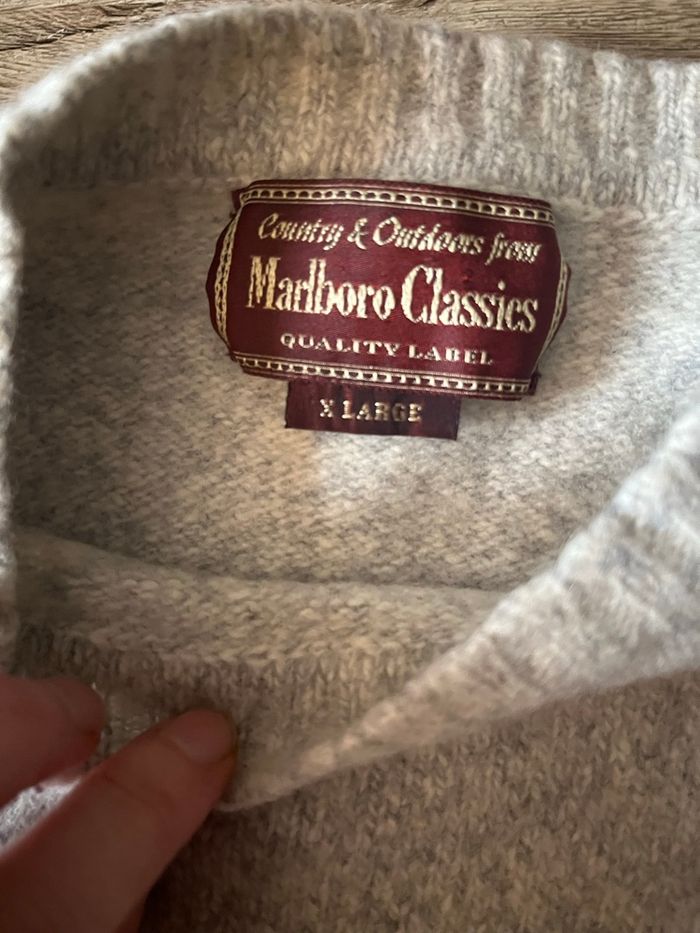 Country & Outdoors from
Marlboro Classics
QUALITY LABEL
X LARGE